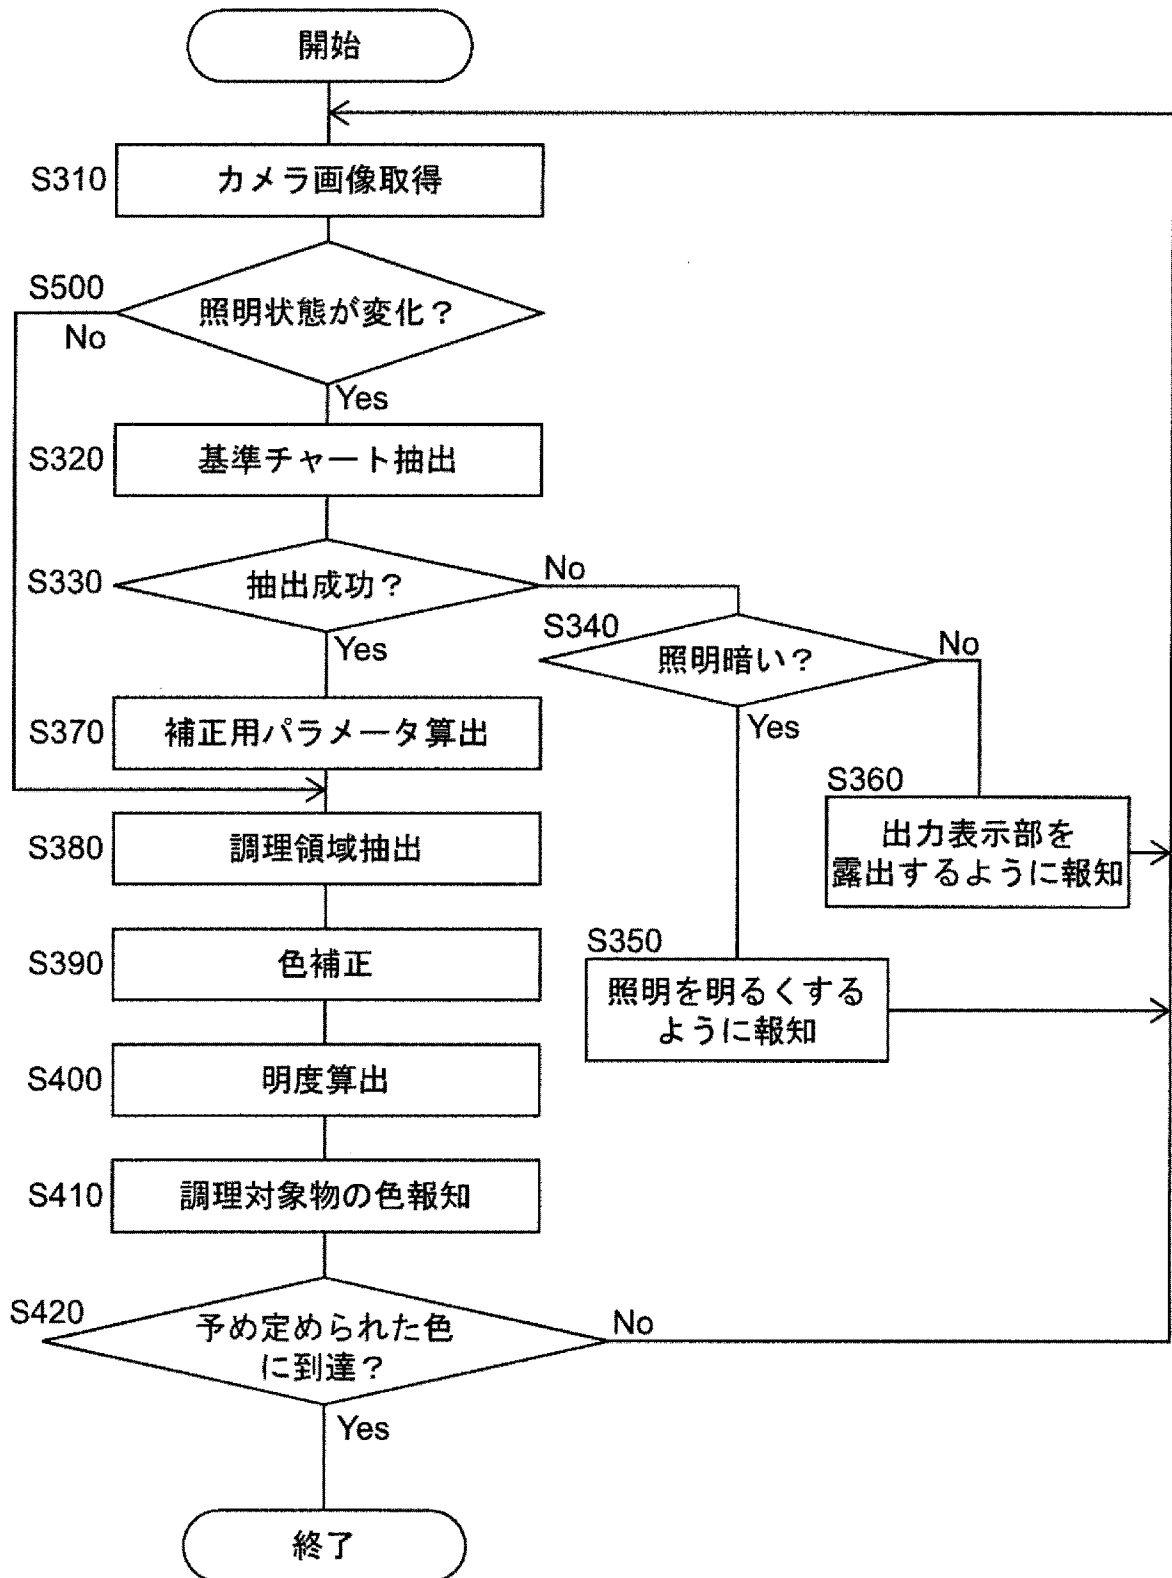 開始
S310
カメラ画像取得
S500
照明状態が変化?
No
Yes
S320
基準チャート抽出
S330
抽出成功?
No
Yes
S340
照明暗い?
No
Yes
S370
補正用パラメータ算出
S360
出力表示部を
露出するように報知
S380
調理領域抽出
S350
照明を明るくする
ように報知
S390
色補正
S400
明度算出
S410
調理対象物の色報知
S420
予め定められた色
に到達?
No
Yes
終了